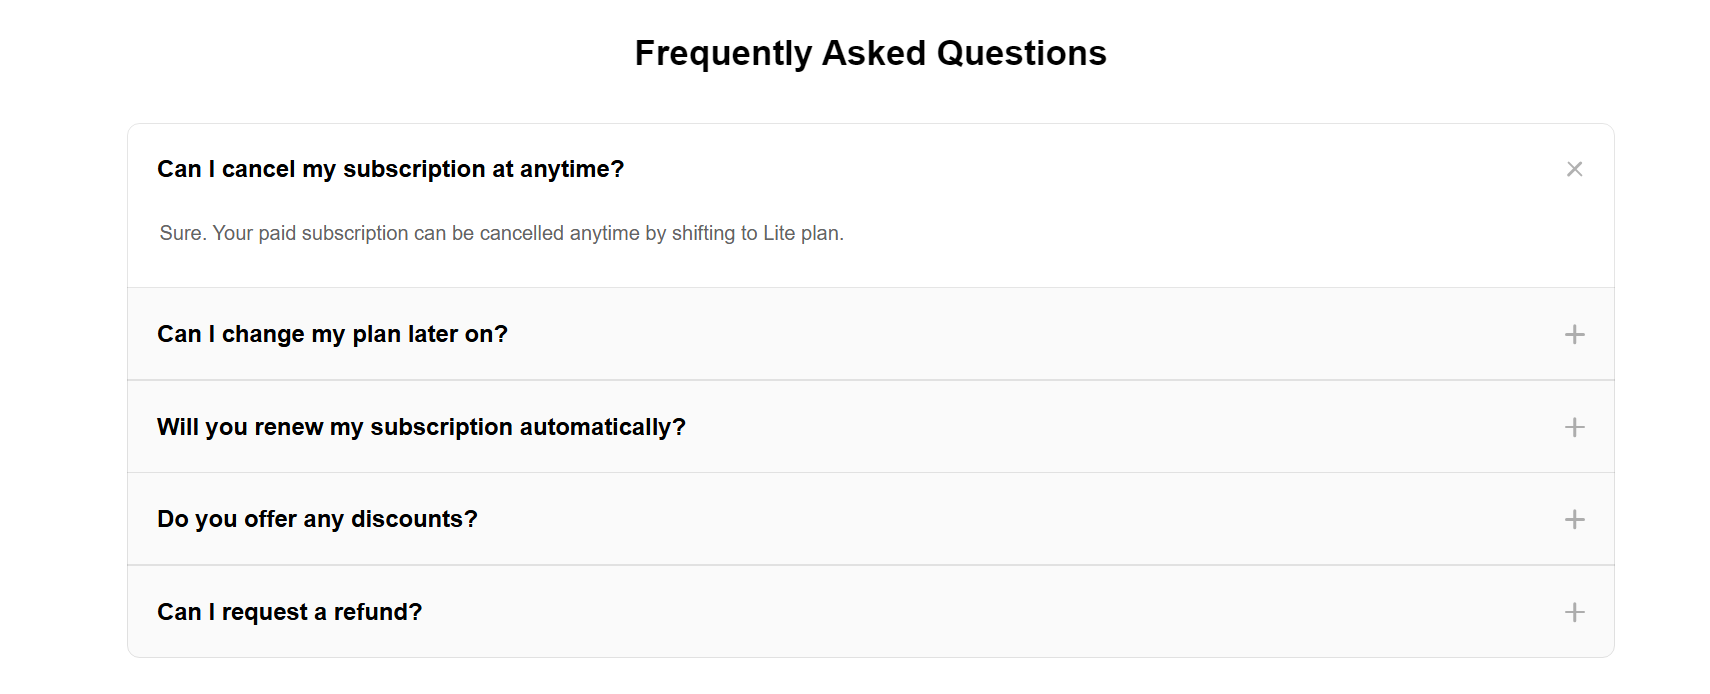 Frequently Asked Questions
Can I cancel my subscription at anytime?
Sure. Your paid subscription can be cancelled anytime by shifting to Lite plan.
Can I change my plan later on?
Will you renew my subscription automatically?
Do you offer any discounts?
Can I request a refund?